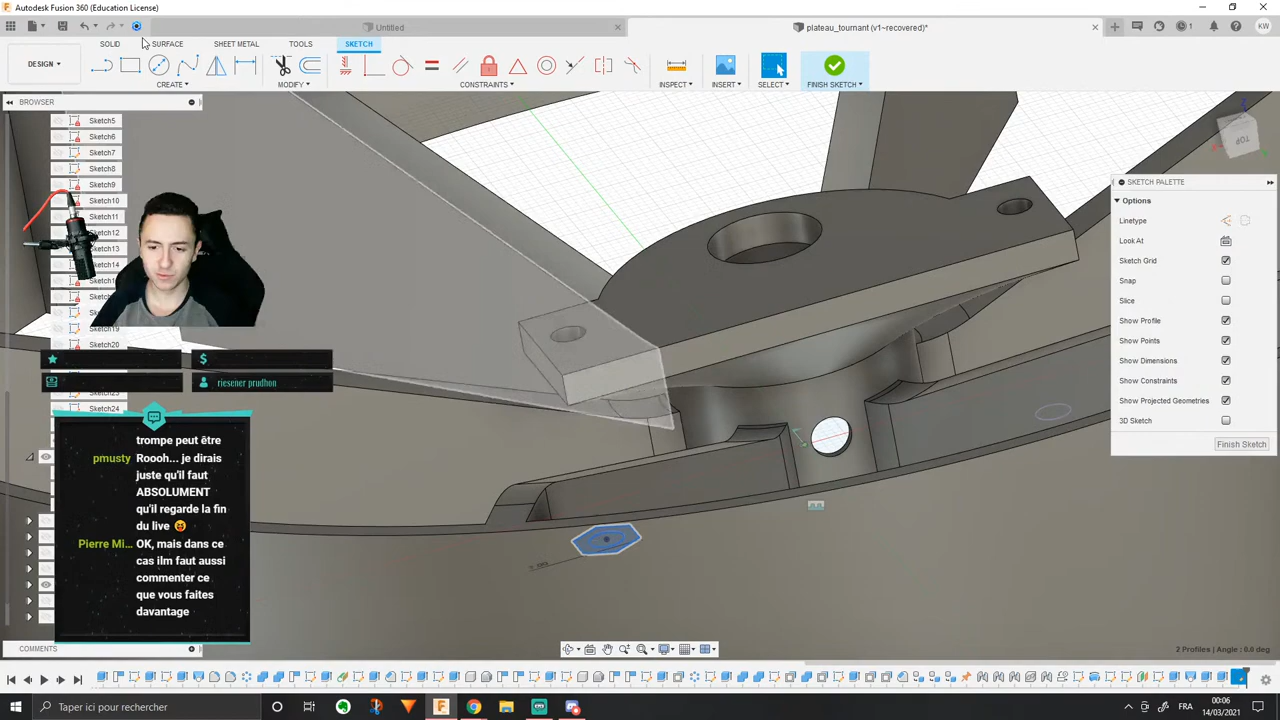 Autodesk Fusion 360 (Education License)
Untitled
plateau_tournant (v1~recovered)*
1
KW
DESIGN
SOLID
SURFACE
SHEET METAL
TOOLS
SKETCH
CREATE
MODIFY
CONSTRAINTS
INSPECT
INSERT
SELECT
FINISH SKETCH
BROWSER
Sketch5
Sketch6
Sketch7
Sketch8
Sketch9
Sketch10
Sketch11
Sketch19
Sketch20
Sketch24
TOP
SKETCH PALETTE
Options
Linetype
Look At
Sketch Grid
Snap
Slice
Show Profile
Show Points
Show Dimensions
Show Constraints
Show Projected Geometries
3D Sketch
Finish Sketch
$
riesener prudhon
trompe peut être
pmusty Roooh... je dirais
juste qu'il faut
ABSOLUMENT
qu'il regarde la fin
du live 😝
Pierre Mi... OK, mais dans ce
cas ilm faut aussi
commenter ce
que vous faites
davantage
COMMENTS
2 Profiles | Angle : 0.0 deg
Taper ici pour rechercher
FRA
00:06
14/03/2021